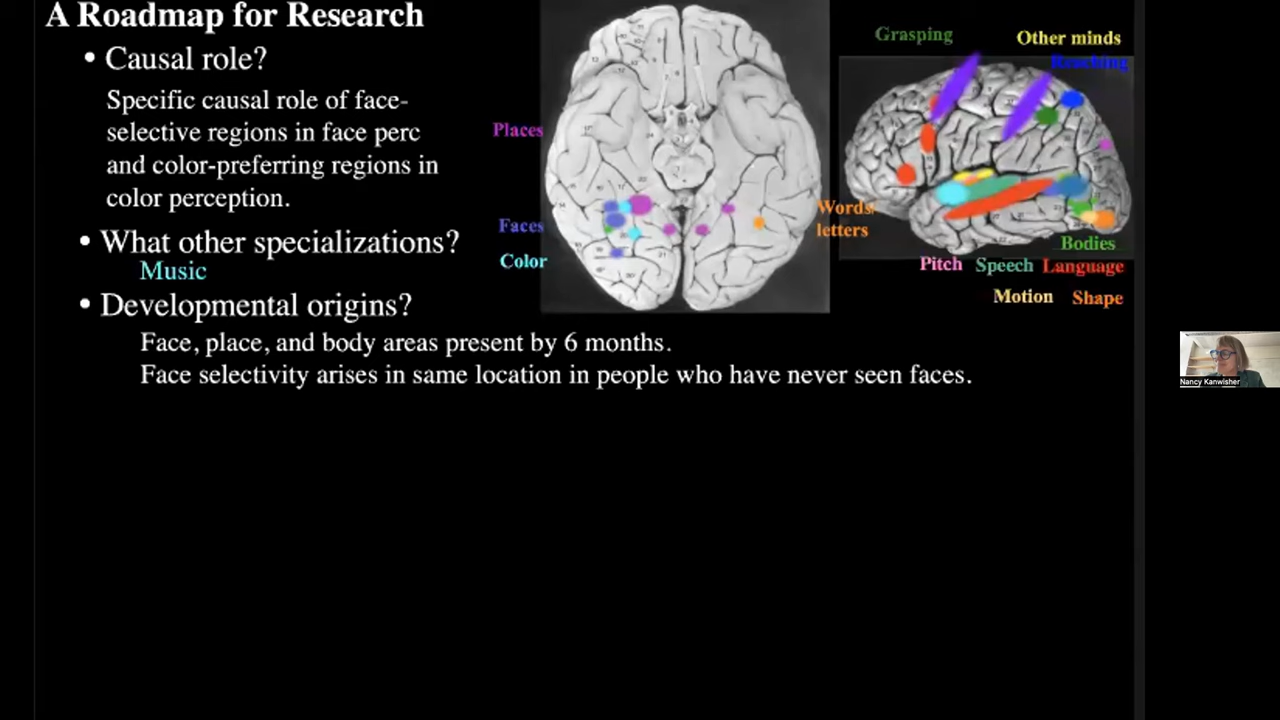 A Roadmap for Research
• Causal role?
Specific causal role of face-
selective regions in face perc
and color-preferring regions in
color perception.
• What other specializations?
Music
• Developmental origins?
Face, place, and body areas present by 6 months.
Face selectivity arises in same location in people who have never seen faces.
Places
Faces
Color
Words
letters
Grasping
Other minds
Reaching
Bodies
Pitch Speech Language
Motion Shape
Nancy Kanwisher